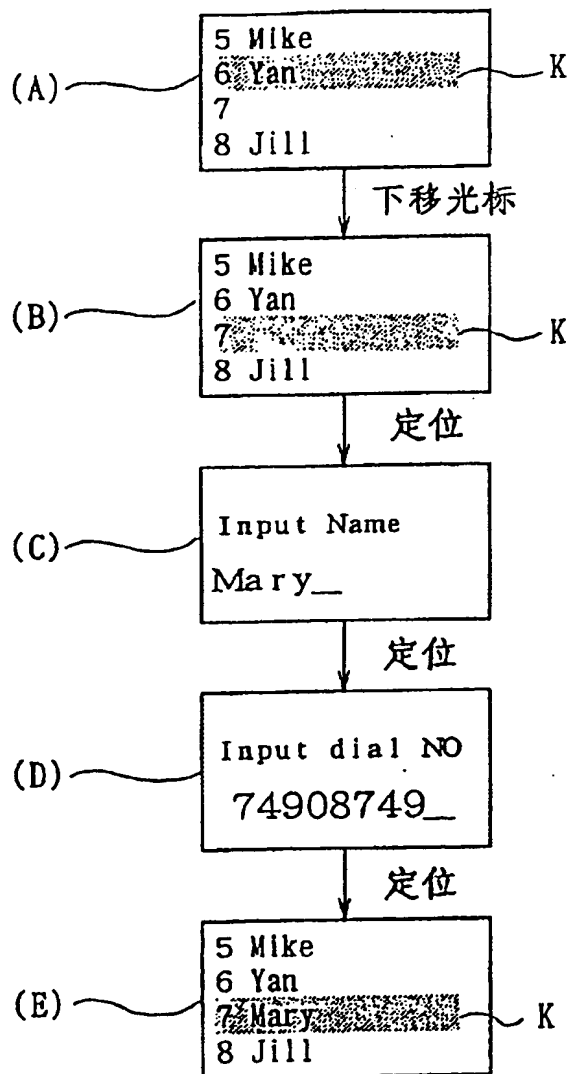 5 Mike
(A) 6 Yan K
7
8 Jill
下移光标
5 Mike
(B) 6 Yan
7 K
8 Jill
定位
Input Name
(C)
Mary_
定位
Input dial NO
(D)
74908749_
定位
5 Mike
6 Yan
(E) 7 Mary K
8 Jill